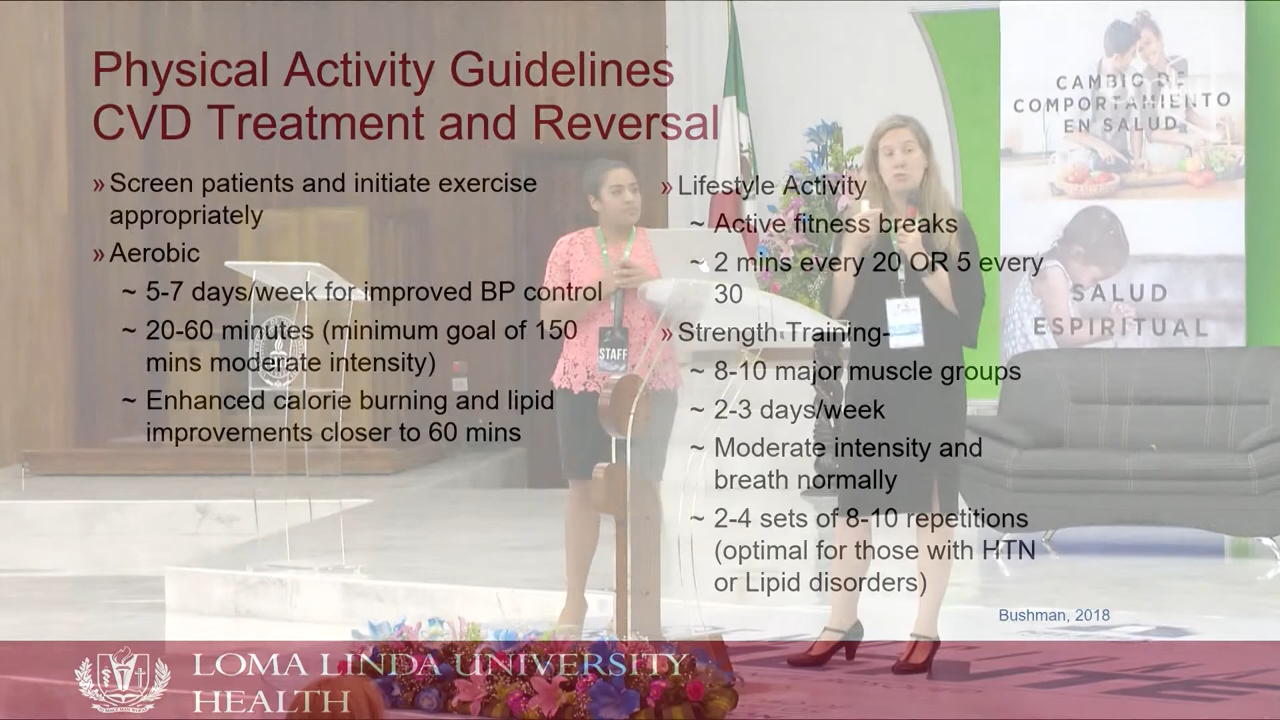 Physical Activity Guidelines
CVD Treatment and Reversal
» Screen patients and initiate exercise
appropriately
» Aerobic
~ 5-7 days/week for improved BP control
~ 20-60 minutes (minimum goal of 150
mins moderate intensity)
~ Enhanced calorie burning and lipid
improvements closer to 60 mins
» Lifestyle Activity
~ Active fitness breaks
~ 2 mins every 20 OR 5 every
30
» Strength Training-
~ 8-10 major muscle groups
~ 2-3 days/week
~ Moderate intensity and
breath normally
~ 2-4 sets of 8-10 repetitions
(optimal for those with HTN
or Lipid disorders)
Bushman, 2018
LOMA LINDA UNIVERSITY
HEALTH
CAMBIO DE
COMPORTAMIENTO
EN SALUD
SALUD
ESPIRITUAL
STAFF